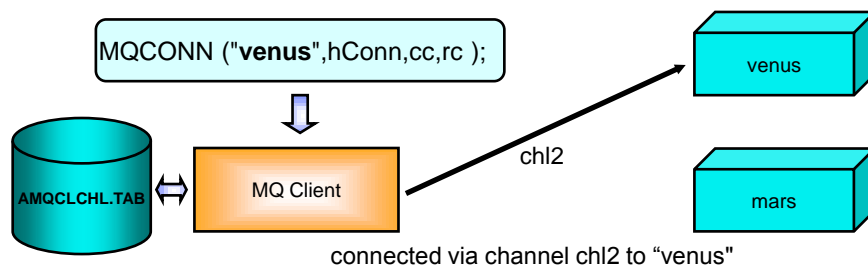 MQCONN ("venus",hConn,cc,rc );
venus
chl2
AMQCLCHL.TAB
MQ Client
mars
connected via channel chl2 to “venus"